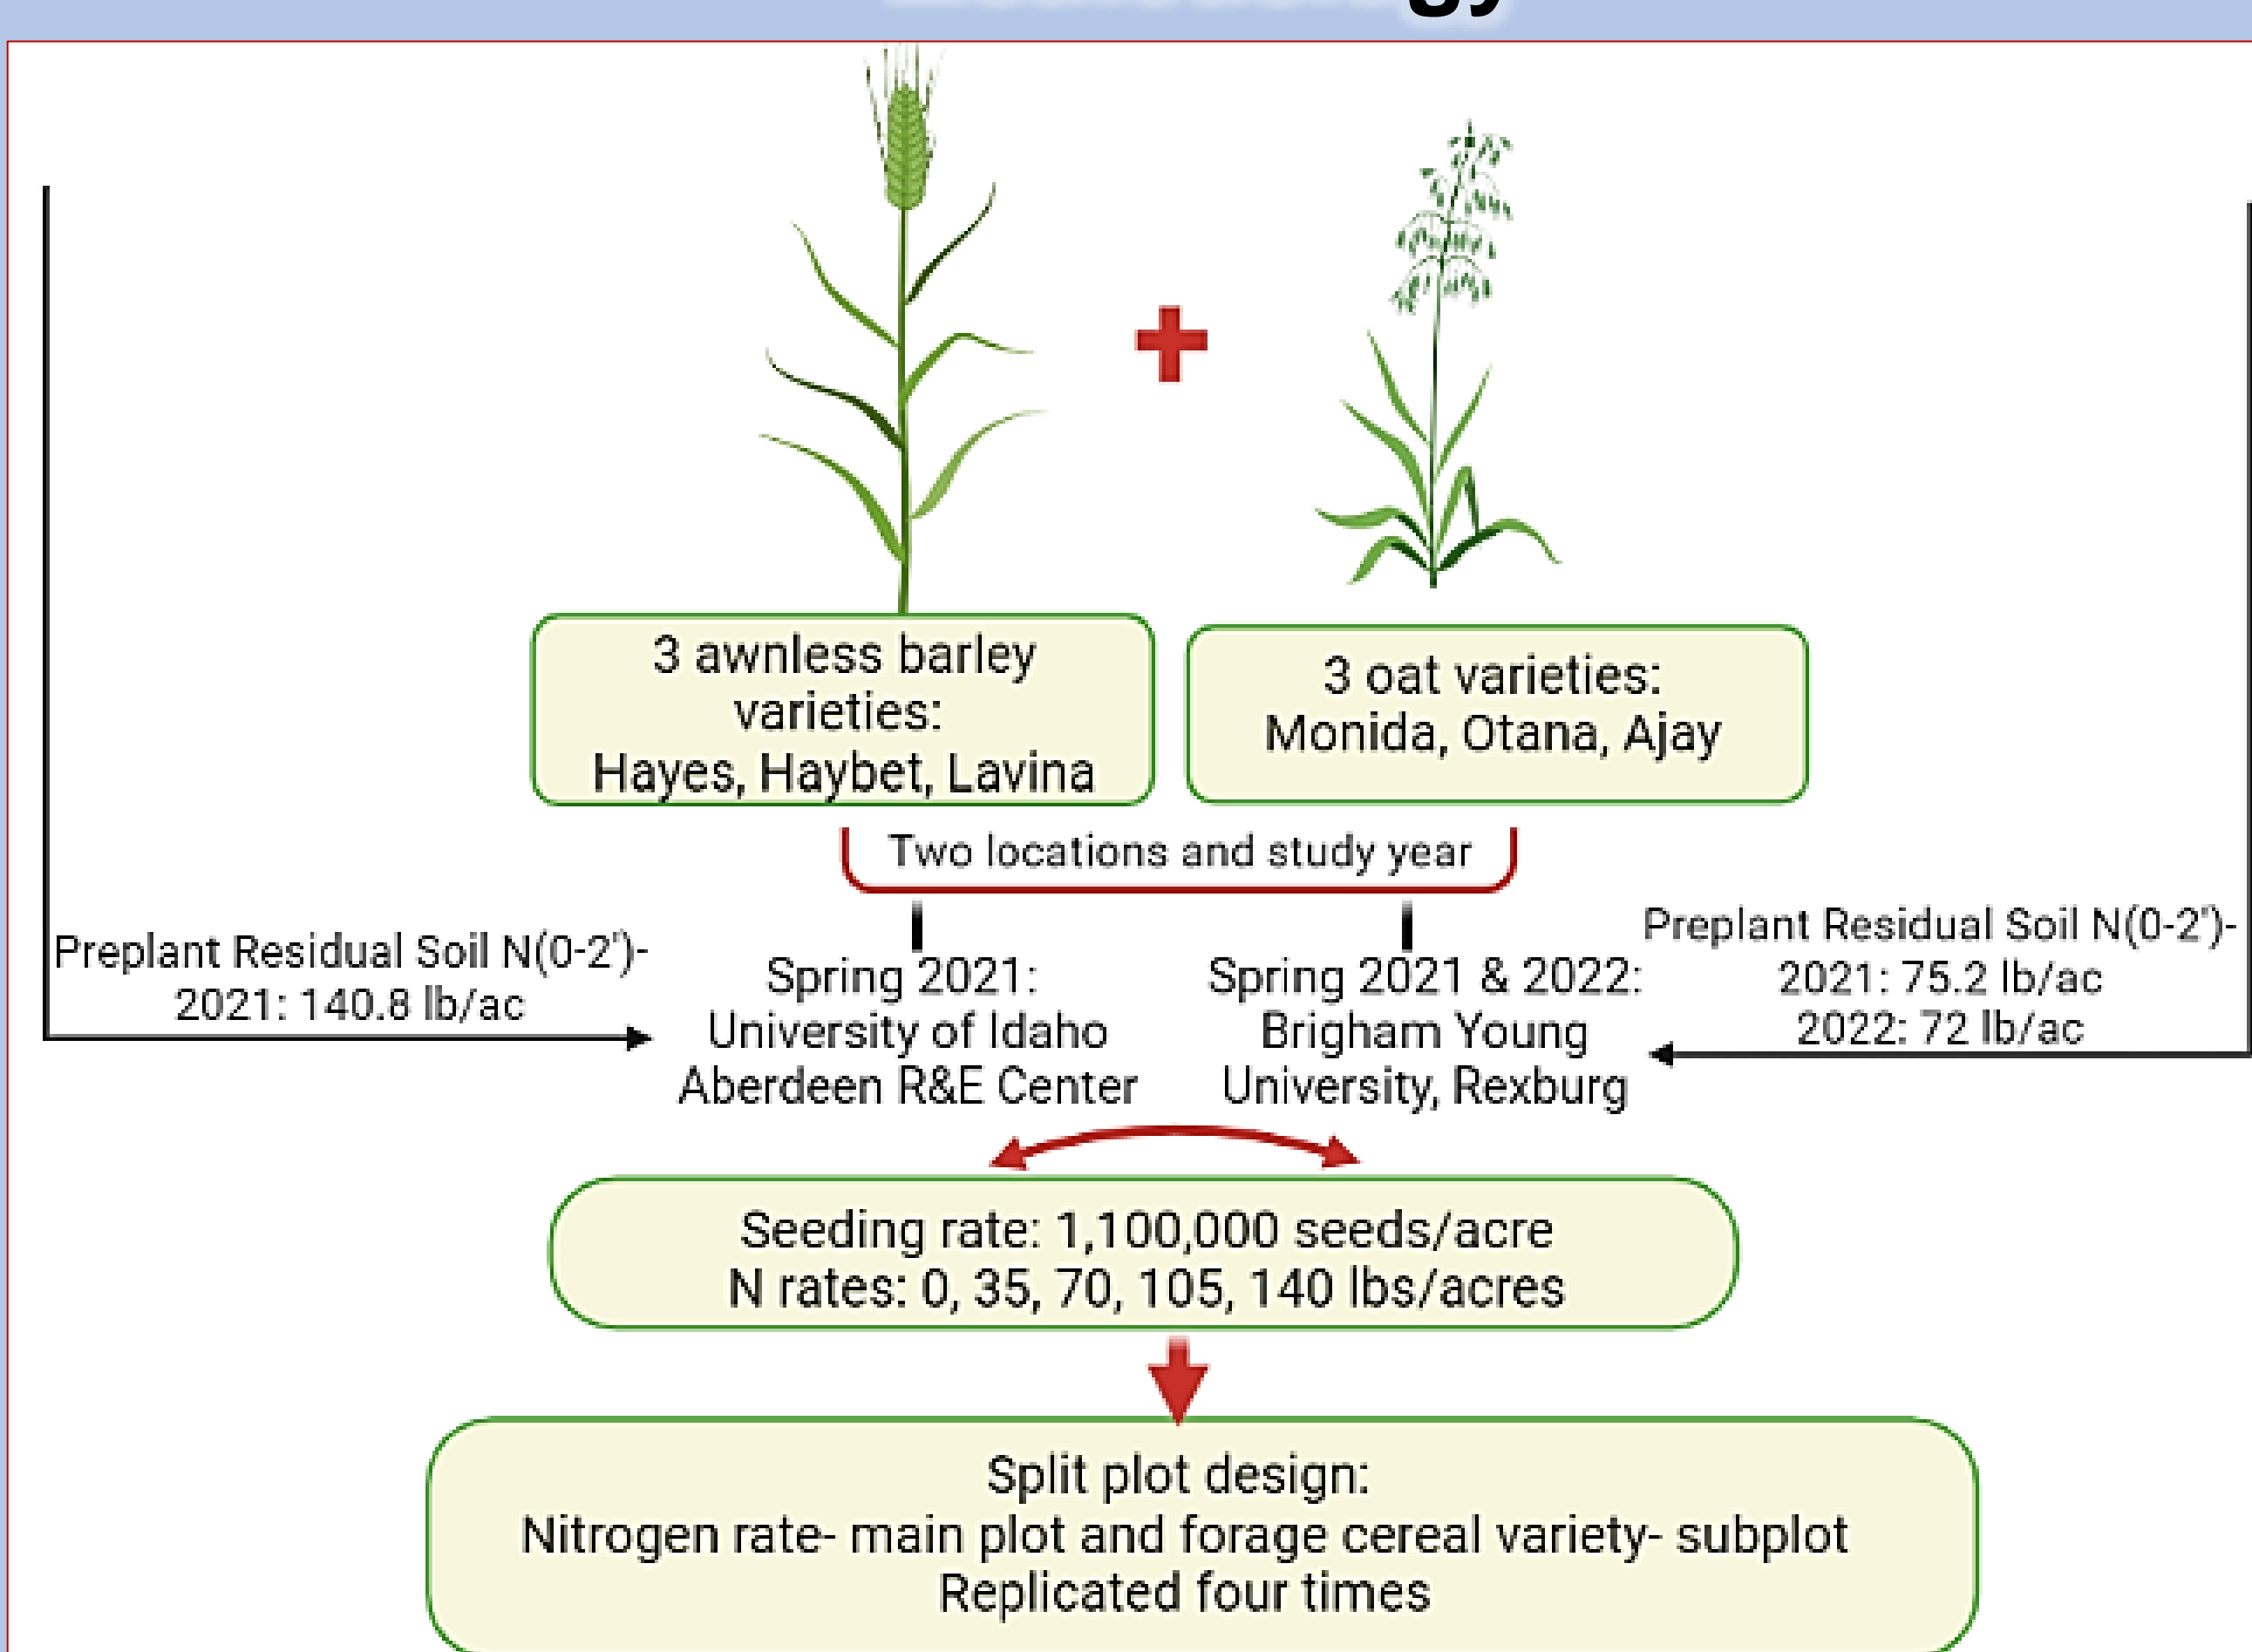 3 awnless barley
varieties:
Hayes, Haybet, Lavina
3 oat varieties:
Monida, Otana, Ajay
Two locations and study year
Preplant Residual Soil N(0-2')-
2021: 140.8 lb/ac
Spring 2021:
University of Idaho
Aberdeen R&E Center
Spring 2021 & 2022:
Brigham Young
University, Rexburg
Preplant Residual Soil N(0-2')-
2021: 75.2 lb/ac
2022: 72 lb/ac
Seeding rate: 1,100,000 seeds/acre
N rates: 0, 35, 70, 105, 140 lbs/acres
Split plot design:
Nitrogen rate- main plot and forage cereal variety- subplot
Replicated four times